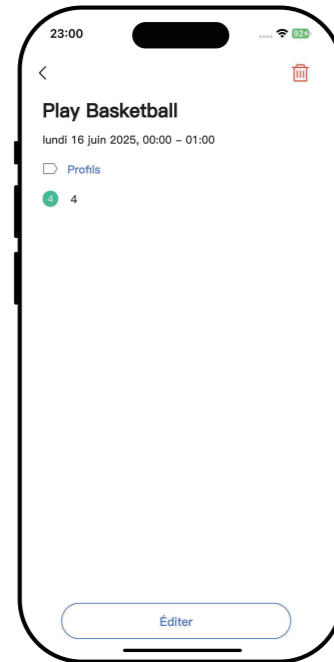 23:00
92
Play Basketball
lundi 16 juin 2025, 00:00 – 01:00
Profils
4 4
Éditer